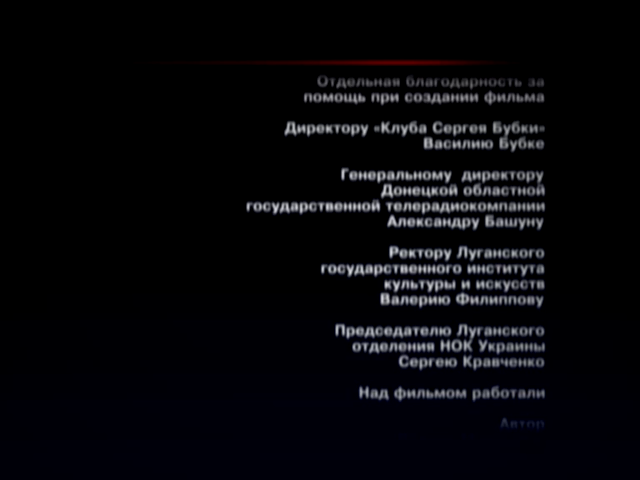 Отдельная благодарность за
помощь при создании фильма
Директору «Клуба Сергея Бубки»
Василию Бубке
Генеральному директору
Донецкой областной
государственной телерадиокомпании
Александру Башуну
Ректору Луганского
государственного института
культуры и искусств
Валерию Филиппову
Председателю Луганского
отделения НОК Украины
Сергею Кравченко
Над фильмом работали
Автор